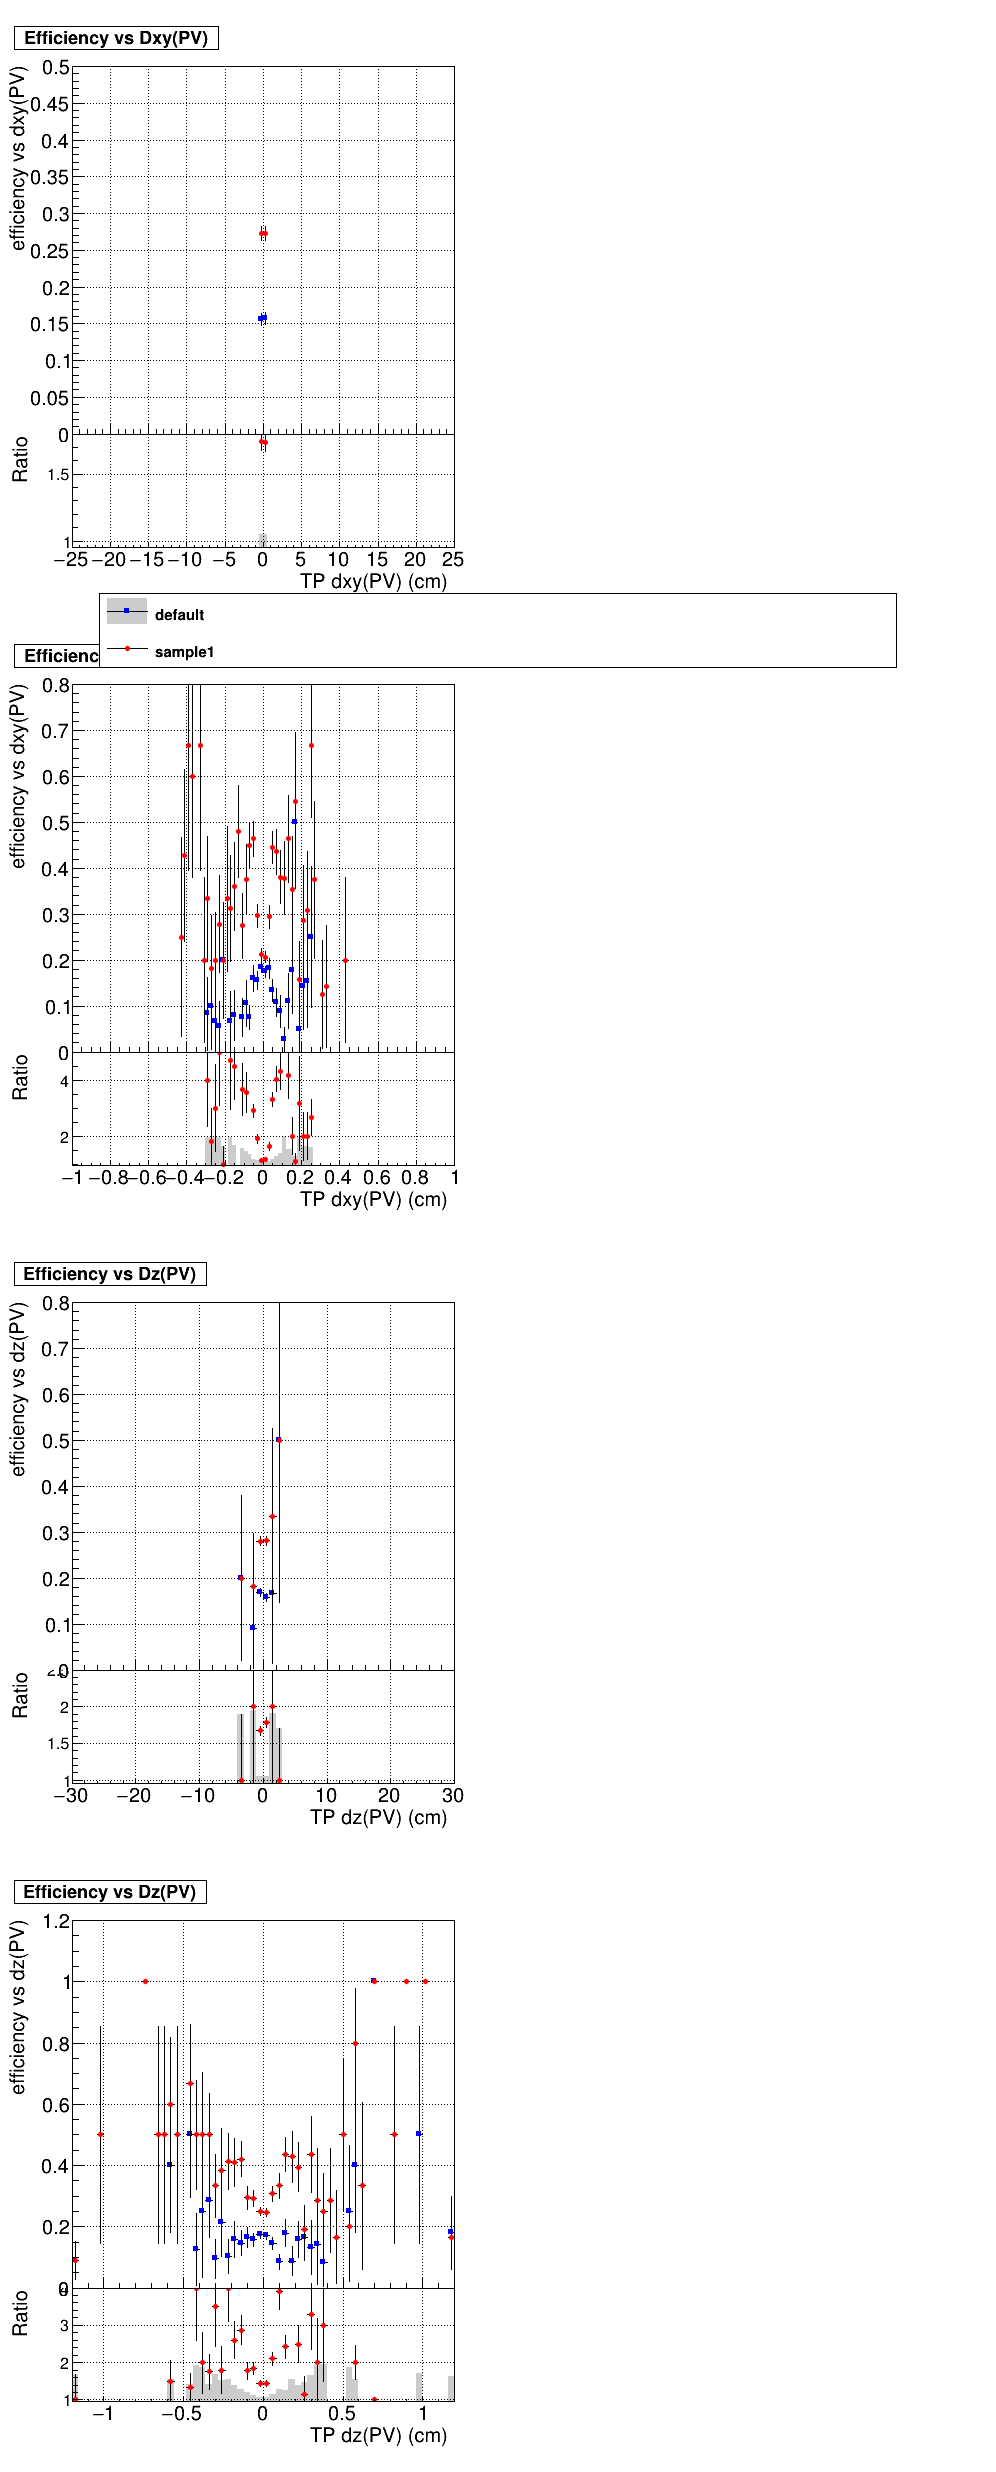 Efficiency vs Dxy(PV)
efficiency vs dxy(PV)
0.5
0.45
0.4
0.35
0.3
0.25
0.2
0.15
0.1
0.05
0
Ratio
1.5
1
−25 −20 −15 −10 −5 0 5 10 15 20 25
TP dxy(PV) (cm)
default
sample1
Efficienc
efficiency vs dxy(PV)
0.8
0.7
0.6
0.5
0.4
0.3
0.2
0.1
0
Ratio
4
2
−1 −0.8 −0.6 −0.4 −0.2 0 0.2 0.4 0.6 0.8 1
TP dxy(PV) (cm)
Efficiency vs Dz(PV)
efficiency vs dz(PV)
0.8
0.7
0.6
0.5
0.4
0.3
0.2
0.1
0
Ratio
2
1.5
1
−30 −20 −10 0 10 20 30
TP dz(PV) (cm)
Efficiency vs Dz(PV)
efficiency vs dz(PV)
1.2
1
0.8
0.6
0.4
0.2
0
Ratio
3
2
1
−1 −0.5 0 0.5 1
TP dz(PV) (cm)